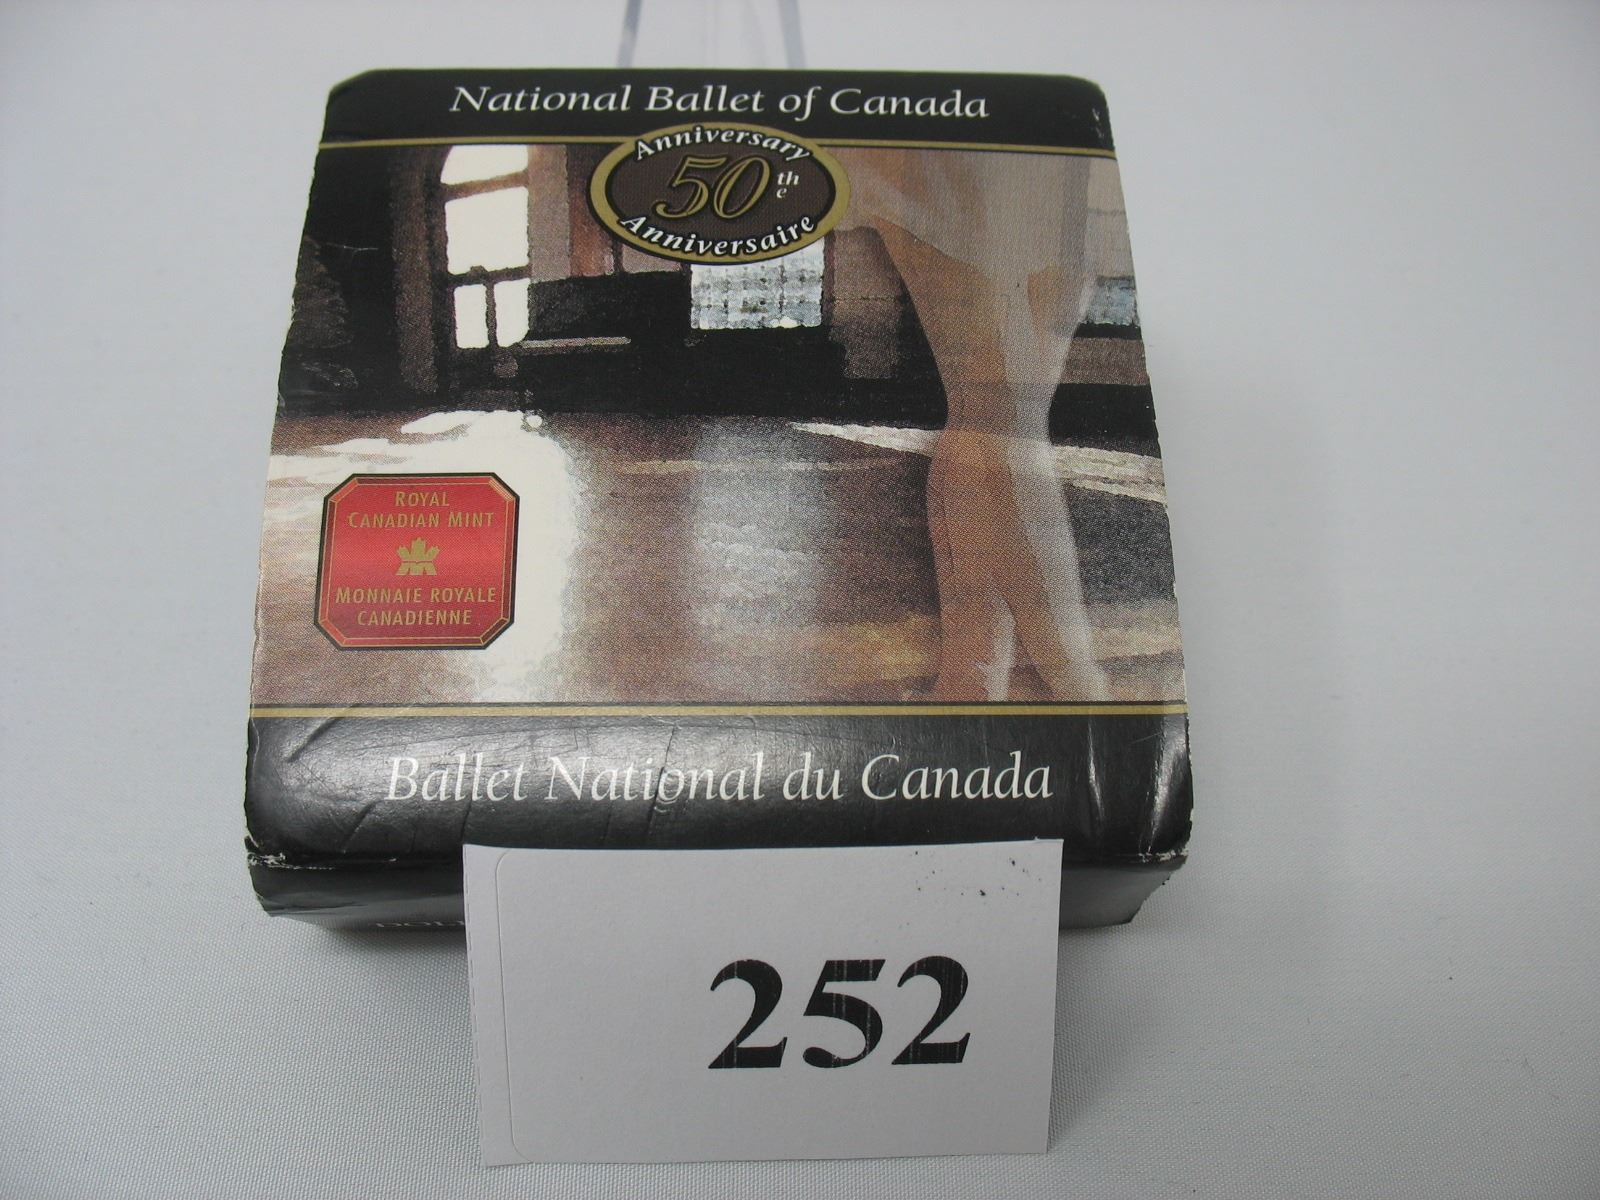 National Ballet of Canada
Anniversary
50th
e
Anniversaire
ROYAL
CANADIAN MINT
MONNAIE ROYALE
CANADIENNE
Ballet National du Canada
252